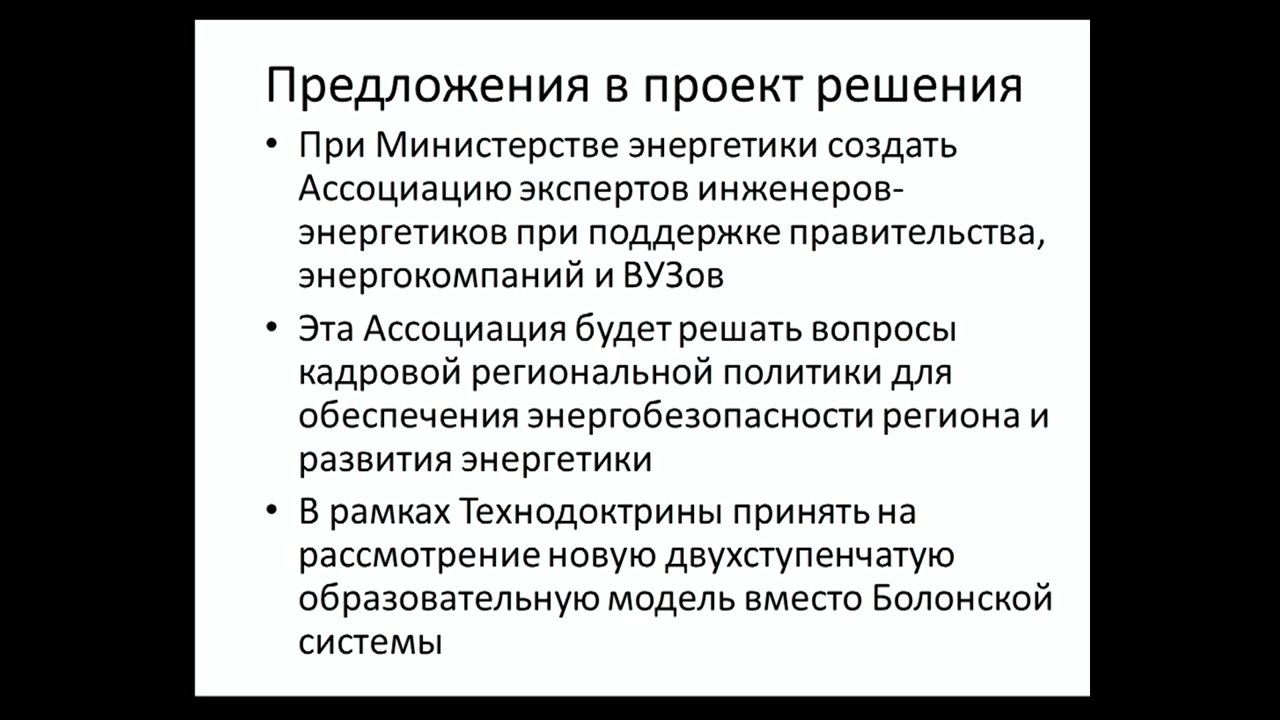 Предложения в проект решения
• При Министерстве энергетики создать
Ассоциацию экспертов инженеров-
энергетиков при поддержке правительства,
энергокомпаний и ВУЗов
• Эта Ассоциация будет решать вопросы
кадровой региональной политики для
обеспечения энергобезопасности региона и
развития энергетики
• В рамках Технодоктрины принять на
рассмотрение новую двухступенчатую
образовательную модель вместо Болонской
системы